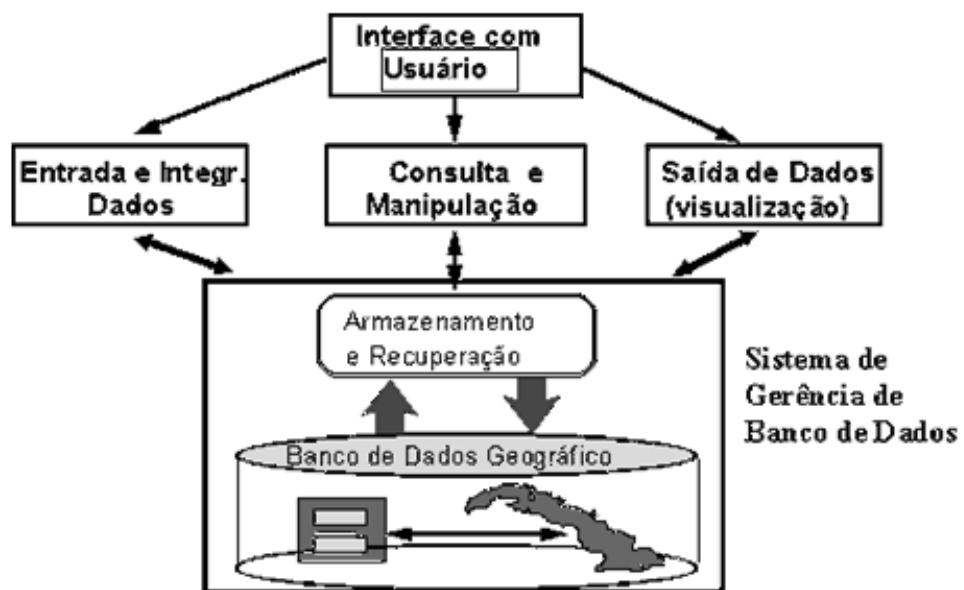 Interface com
Usuário
Entrada e Integr.
Dados
Consulta e
Manipulação
Saída de Dados
(visualização)
Armazenamento
e Recuperação
Sistema de
Gerência de
Banco de Dados
Banco de Dados Geográfico